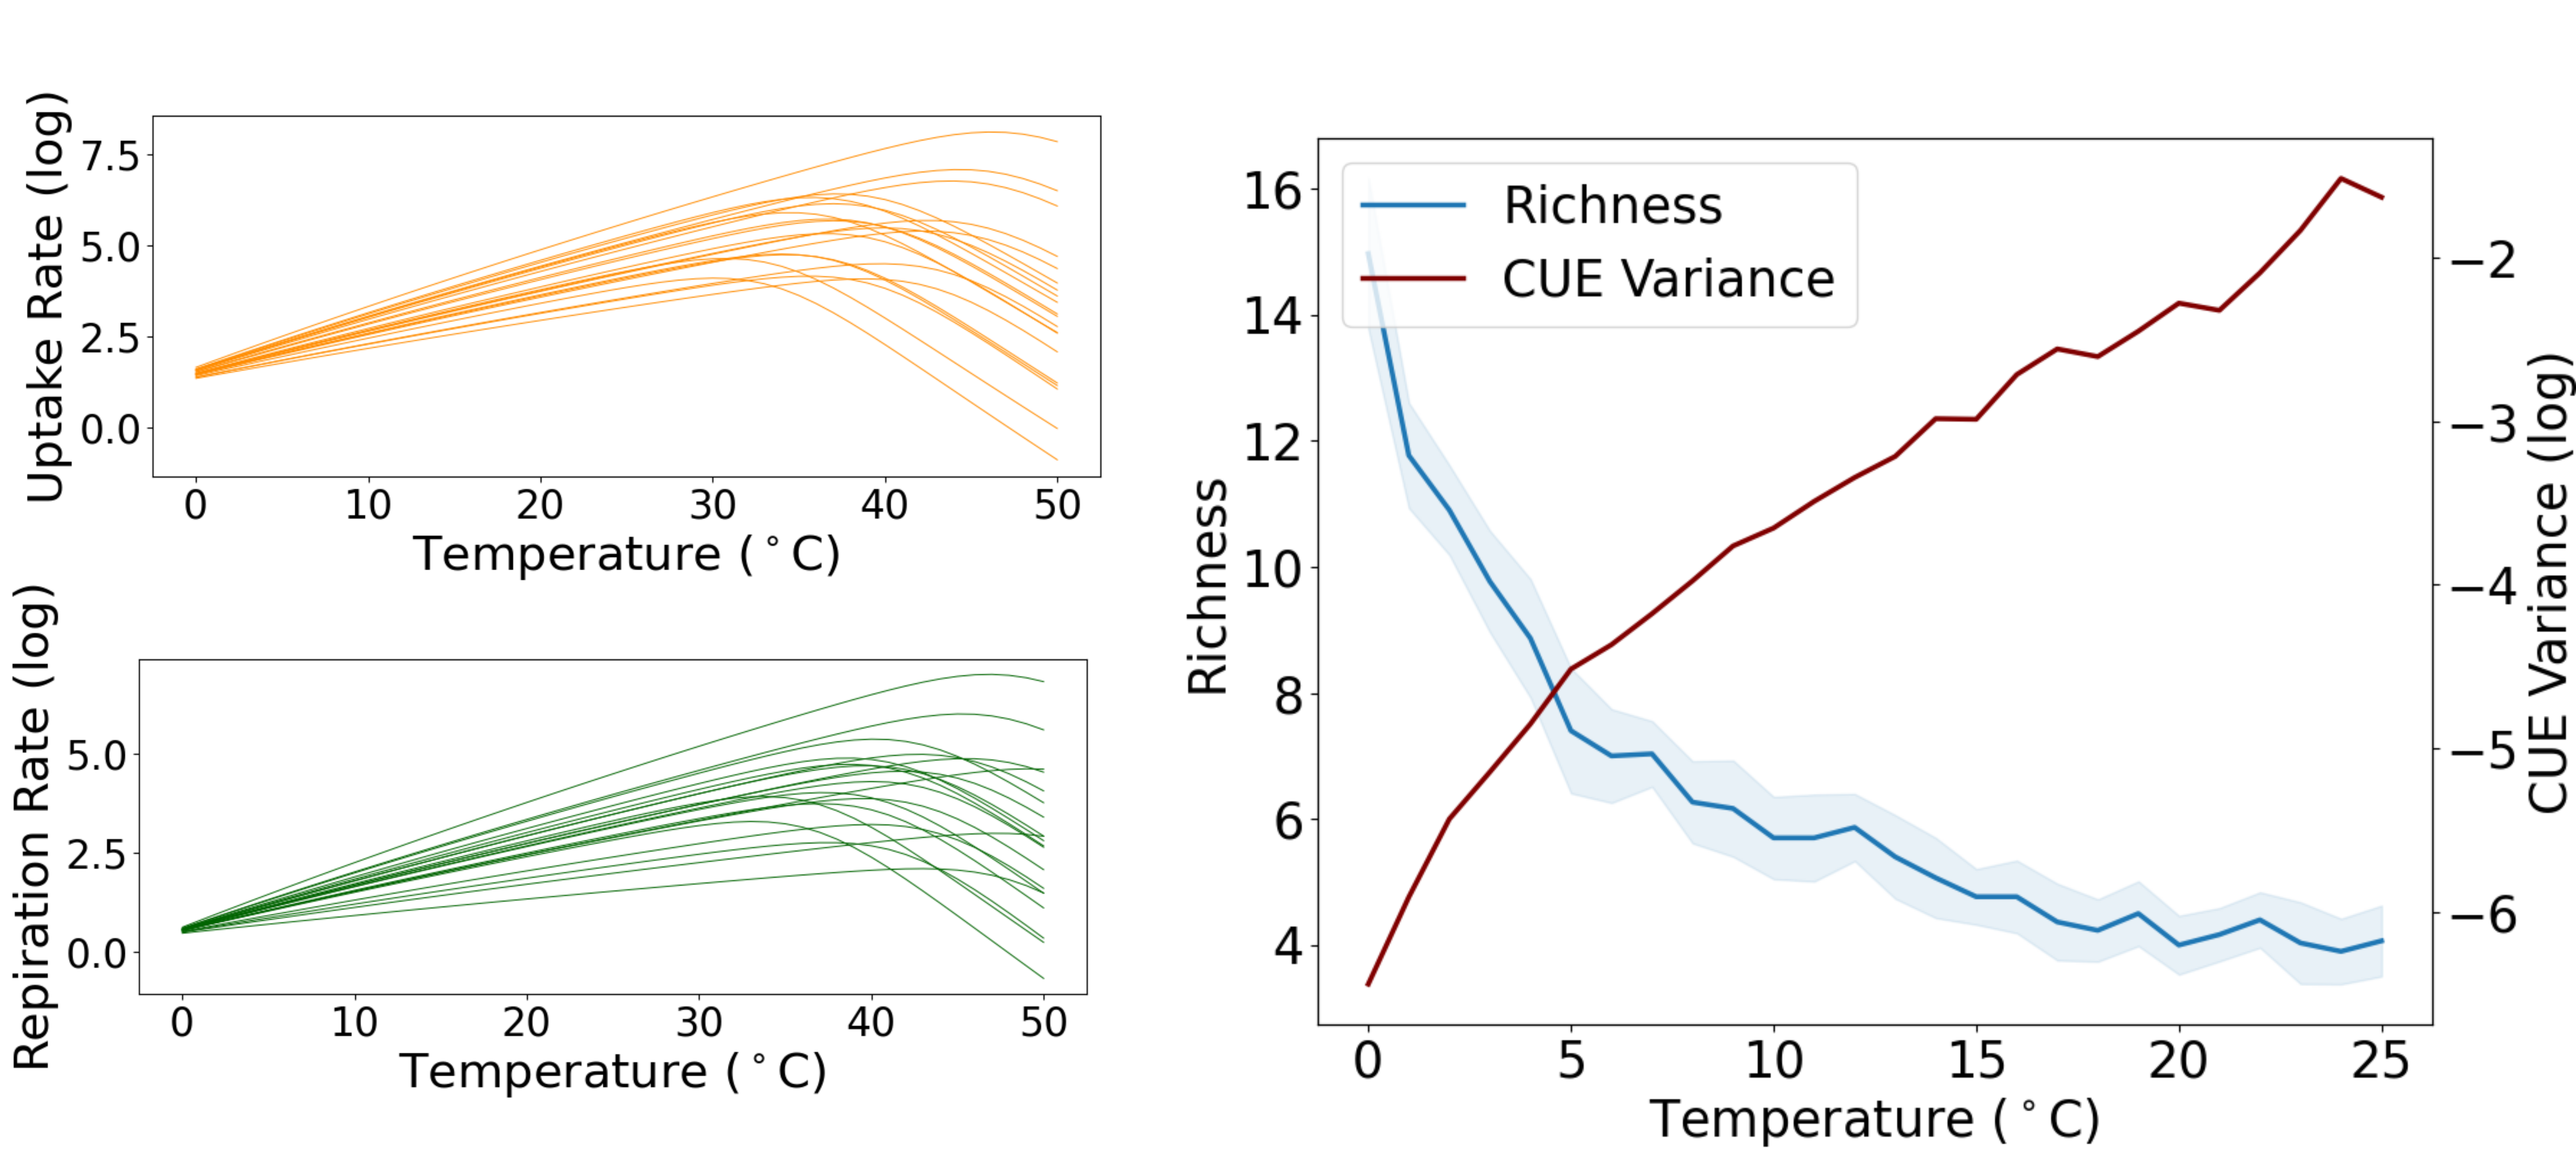 Uptake Rate (log)
7.5
5.0
2.5
0.0
0 10 20 30 40 50
Temperature (°C)
Repiration Rate (log)
5.0
2.5
0.0
0 10 20 30 40 50
Temperature (°C)
Richness
CUE Variance
Richness
16
14
12
10
8
6
4
0 5 10 15 20 25
Temperature (°C)
−2
−3
−4
−5
−6
CUE Variance (log)